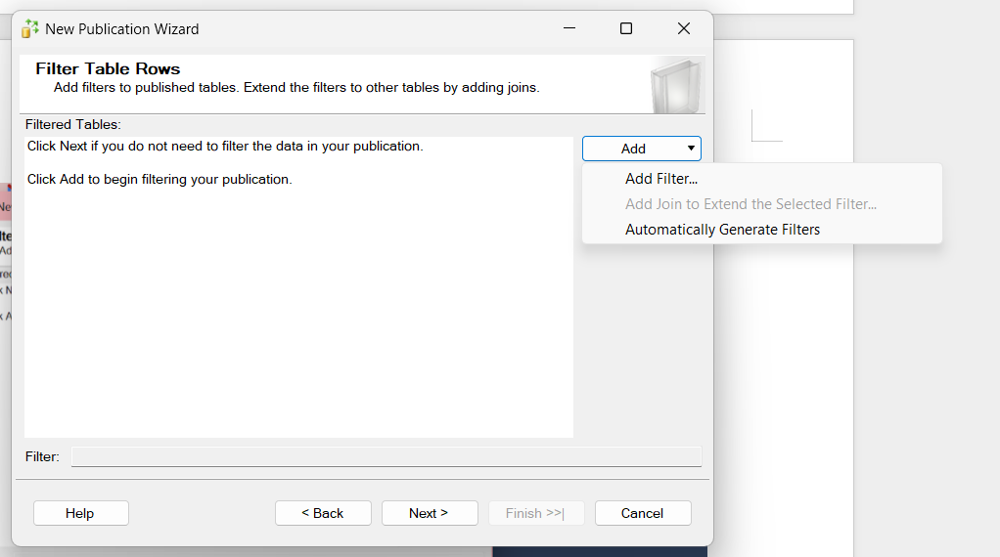 New Publication Wizard
Filter Table Rows
Add filters to published tables. Extend the filters to other tables by adding joins.
Filtered Tables:
Click Next if you do not need to filter the data in your publication.
Click Add to begin filtering your publication.
Add
Add Filter...
Add Join to Extend the Selected Filter...
Automatically Generate Filters
Filter:
Help
< Back
Next >
Finish >>|
Cancel